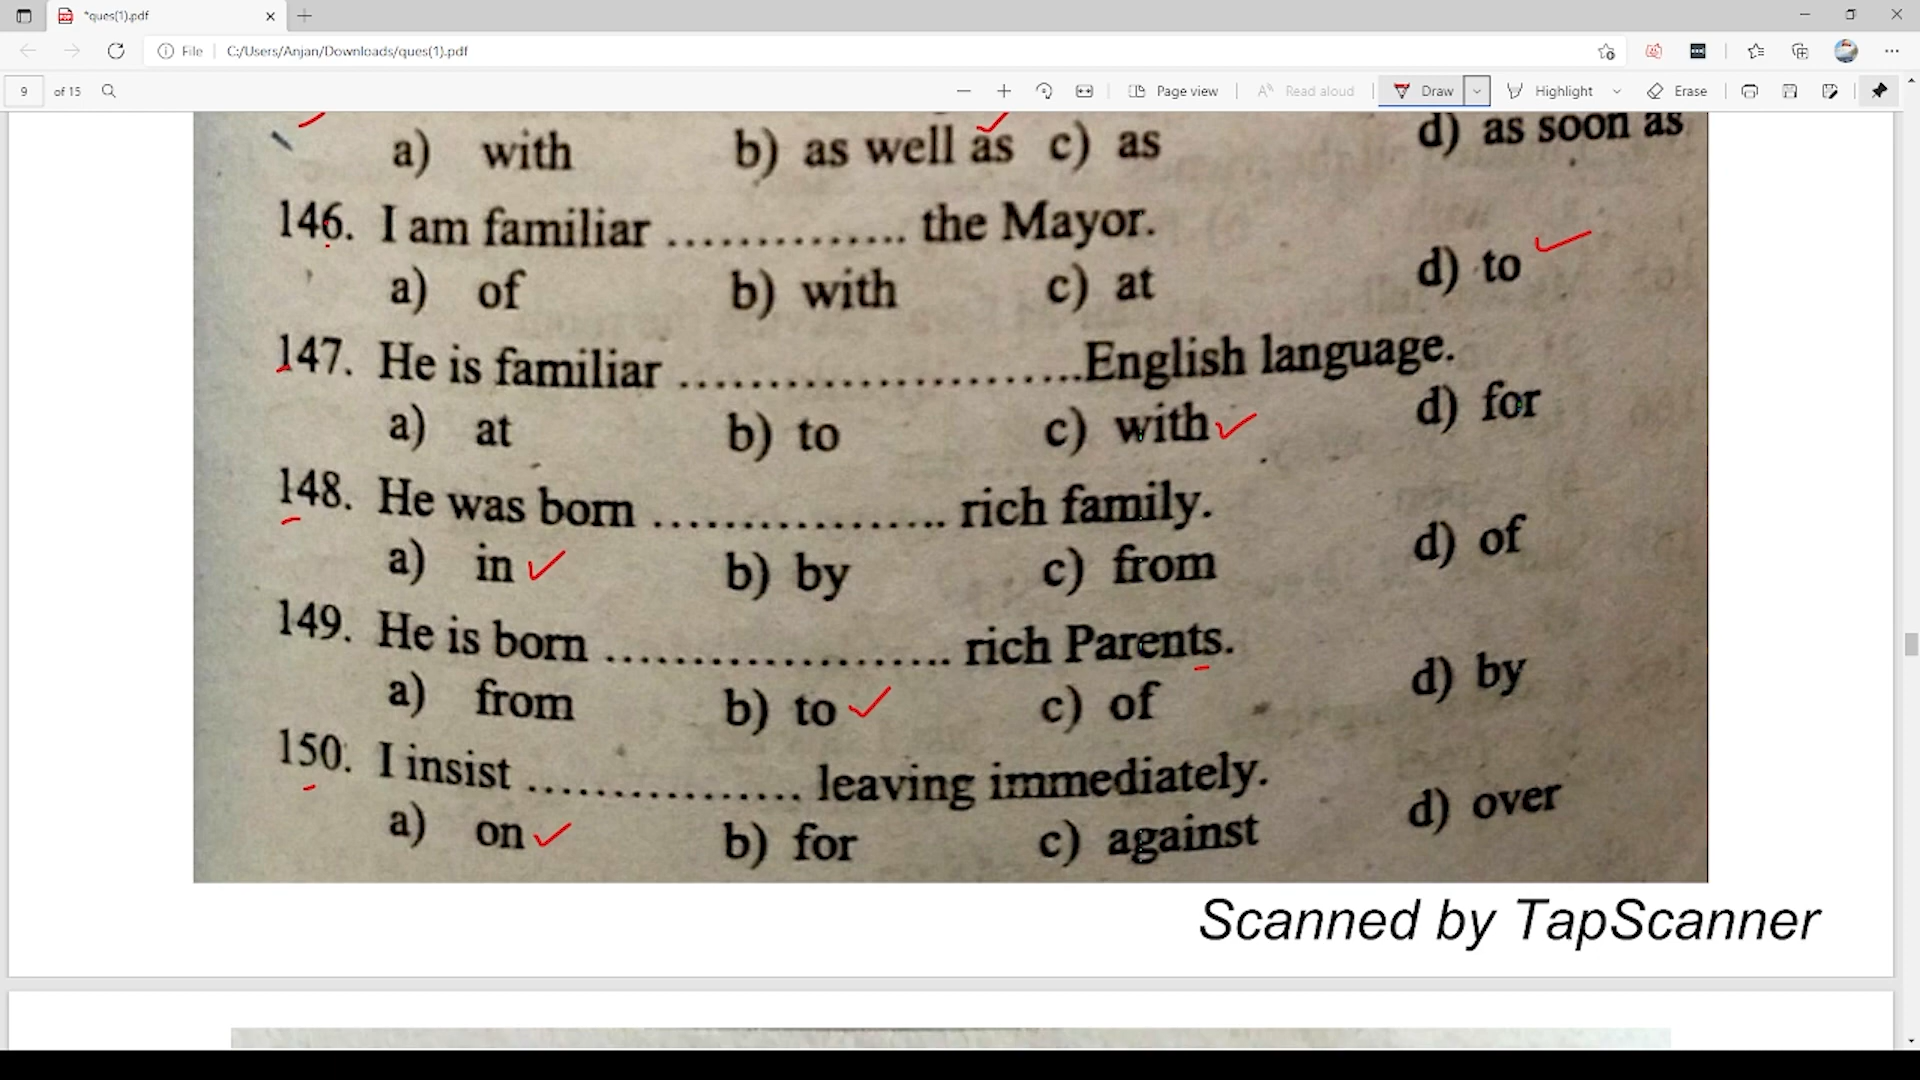 *ques(1).pdf
File C:/Users/Anjan/Downloads/ques(1).pdf
9 of 15 Page view Read aloud Draw Highlight Erase
a) with b) as well as c) as d) as soon as
146. I am familiar .............. the Mayor.
a) of b) with c) at d) to
147. He is familiar ........................English language.
a) at b) to c) with d) for
148. He was born ................. rich family.
a) in b) by c) from d) of
149. He is born .................... rich Parents.
a) from b) to c) of d) by
150. I insist ................ leaving immediately.
a) on b) for c) against d) over
Scanned by TapScanner